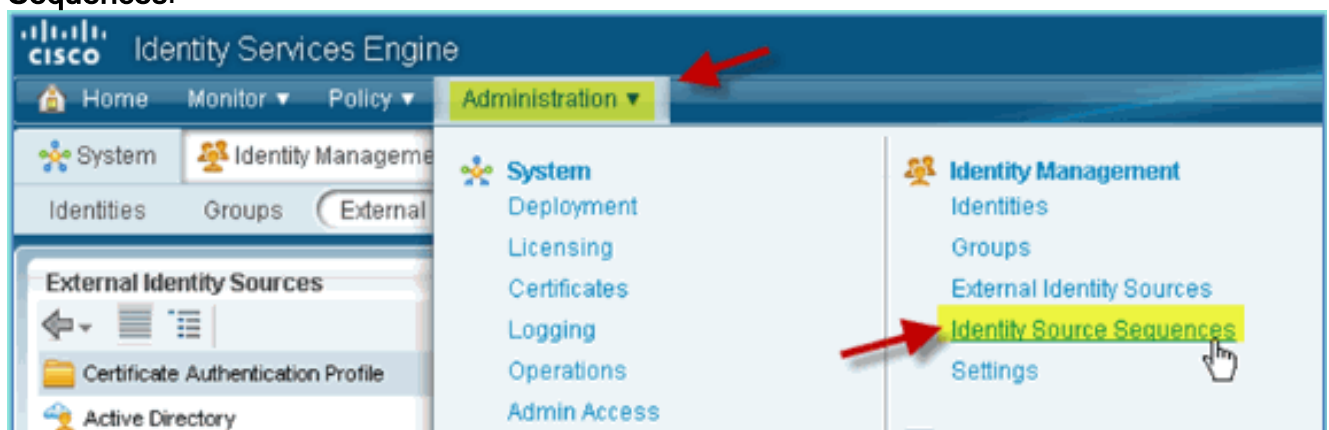 Sequences.
CISCO Identity Services Engine
Home Monitor ▼ Policy ▼ Administration ▼
System Identity Manageme
Identities Groups External
External Identity Sources
Certificate Authentication Profile
Active Directory
System
Deployment
Licensing
Certificates
Logging
Operations
Admin Access
Identity Management
Identities
Groups
External Identity Sources
Identity Source Sequences
Settings